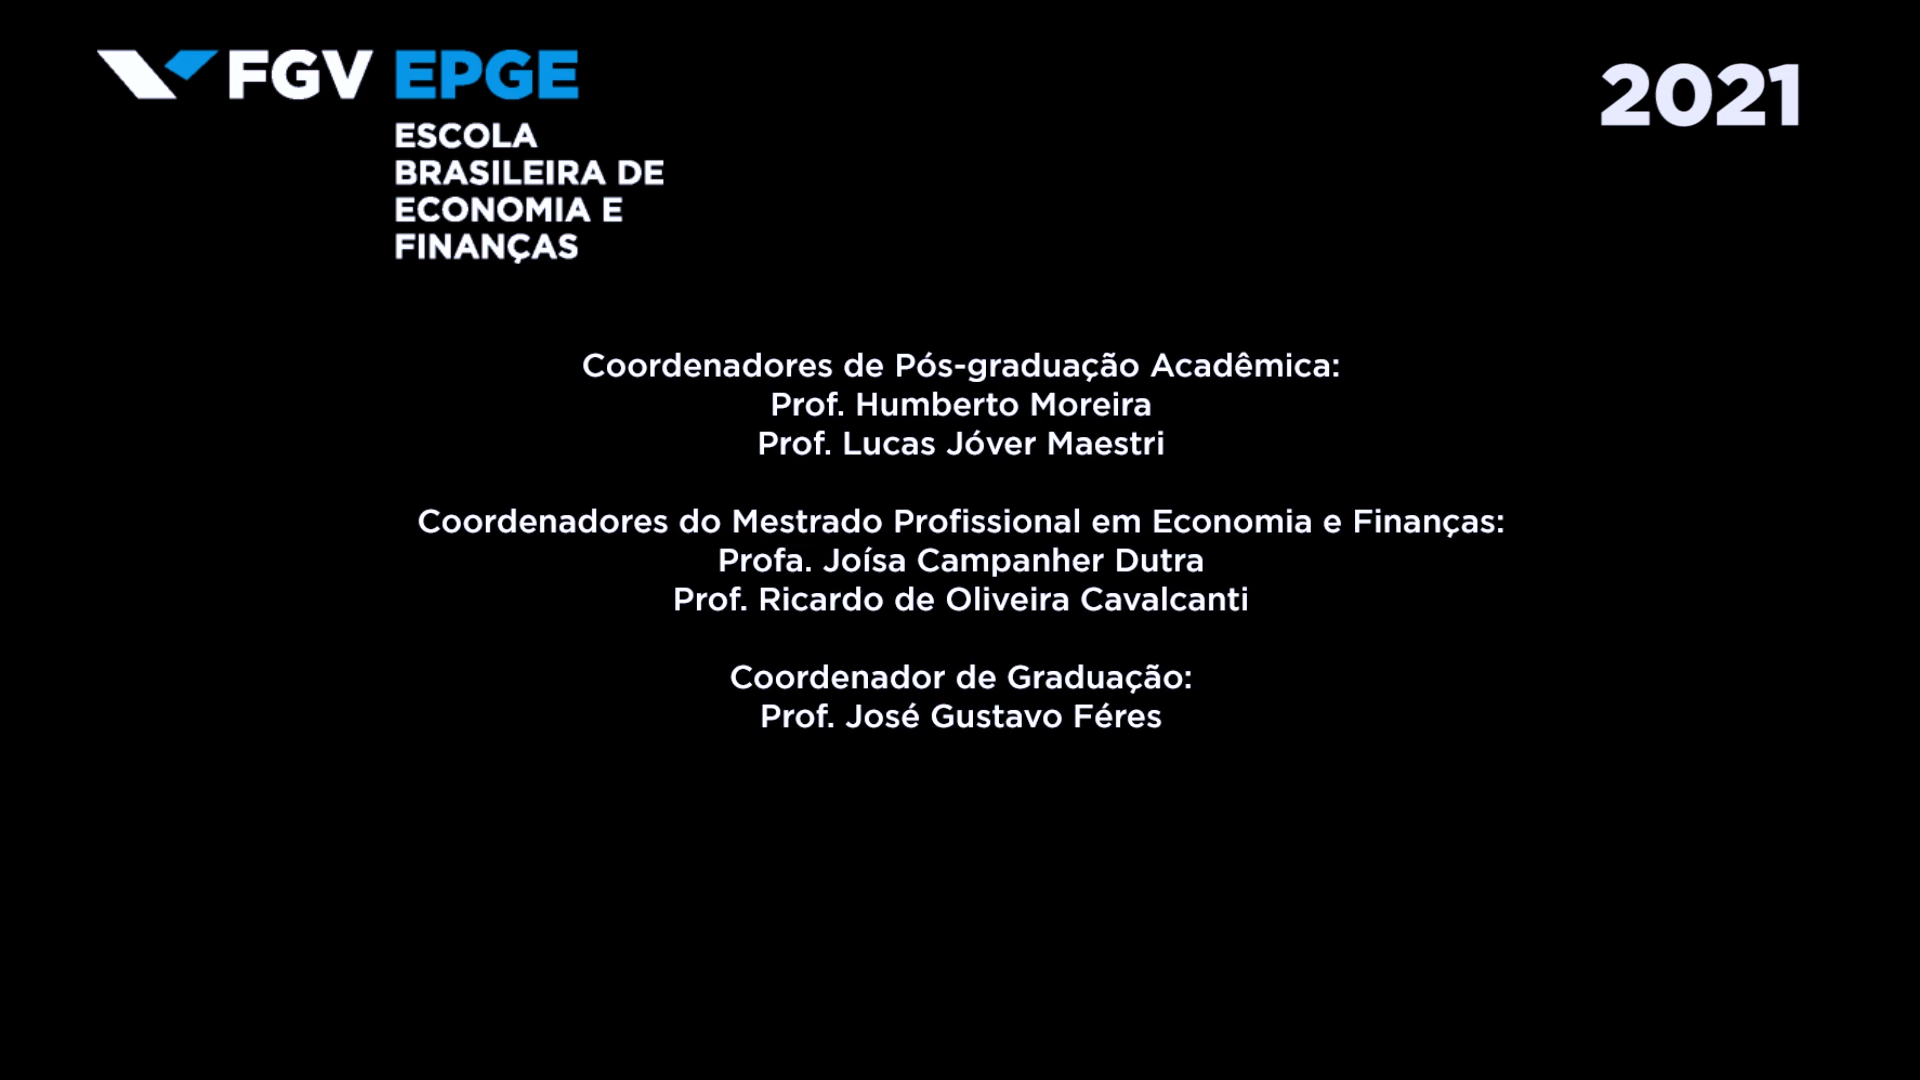 FGV EPGE
ESCOLA
BRASILEIRA DE
ECONOMIA E
FINANÇAS
2021
Coordenadores de Pós-graduação Acadêmica:
Prof. Humberto Moreira
Prof. Lucas Jóver Maestri
Coordenadores do Mestrado Profissional em Economia e Finanças:
Profa. Joísa Campanher Dutra
Prof. Ricardo de Oliveira Cavalcanti
Coordenador de Graduação:
Prof. José Gustavo Féres